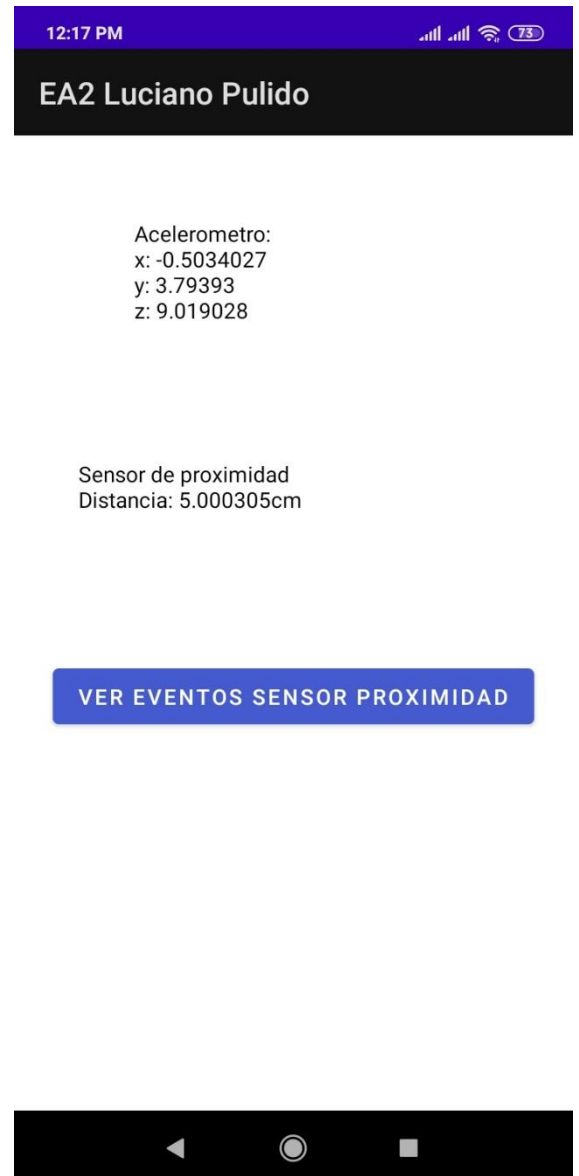 12:17 PM
73
EA2 Luciano Pulido
Acelerometro:
x: -0.5034027
y: 3.79393
z: 9.019028
Sensor de proximidad
Distancia: 5.000305cm
VER EVENTOS SENSOR PROXIMIDAD